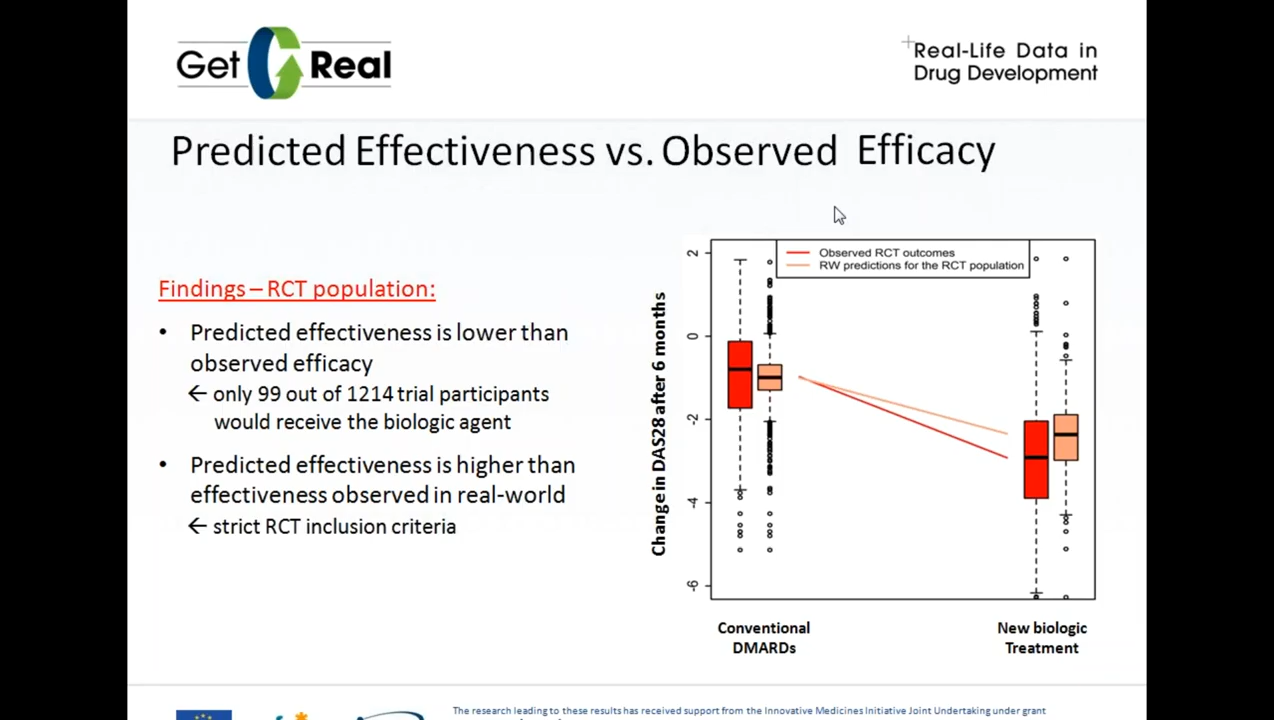 Get Real
Real-Life Data in
Drug Development
Predicted Effectiveness vs. Observed Efficacy
Findings – RCT population:
• Predicted effectiveness is lower than
observed efficacy
← only 99 out of 1214 trial participants
would receive the biologic agent
• Predicted effectiveness is higher than
effectiveness observed in real-world
← strict RCT inclusion criteria
Observed RCT outcomes
RW predictions for the RCT population
Change in DAS28 after 6 months
2
0
-2
-4
-6
Conventional
DMARDs
New biologic
Treatment
The research leading to these results has received support from the Innovative Medicines Initiative Joint Undertaking under grant